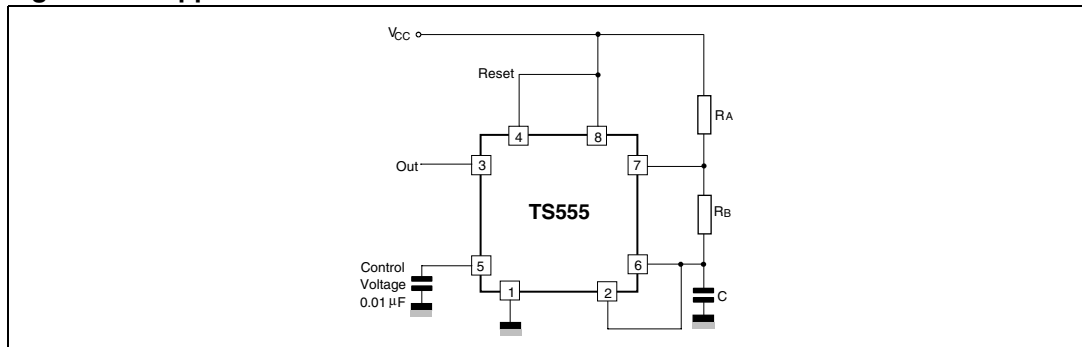 VCC
Reset
RA
4
8
Out
3
7
TS555
RB
Control
Voltage
0.01 µF
5
6
1
2
C